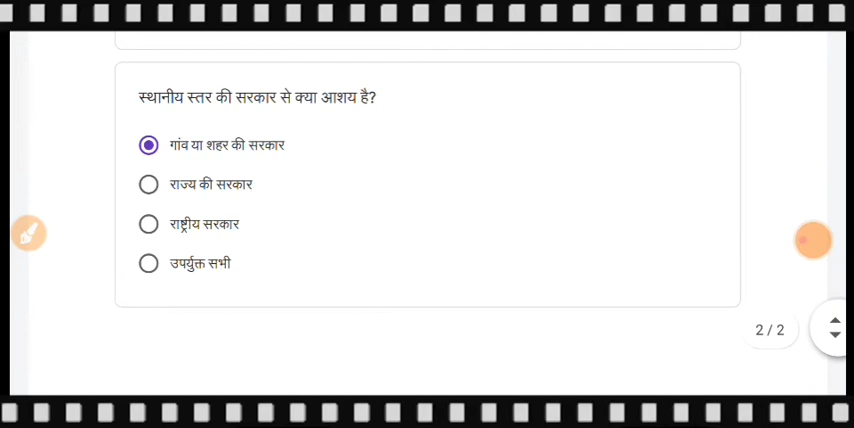 स्थानीय स्तर की सरकार से क्या आशय है?
गांव या शहर की सरकार
राज्य की सरकार
राष्ट्रीय सरकार
उपर्युक्त सभी
2 / 2